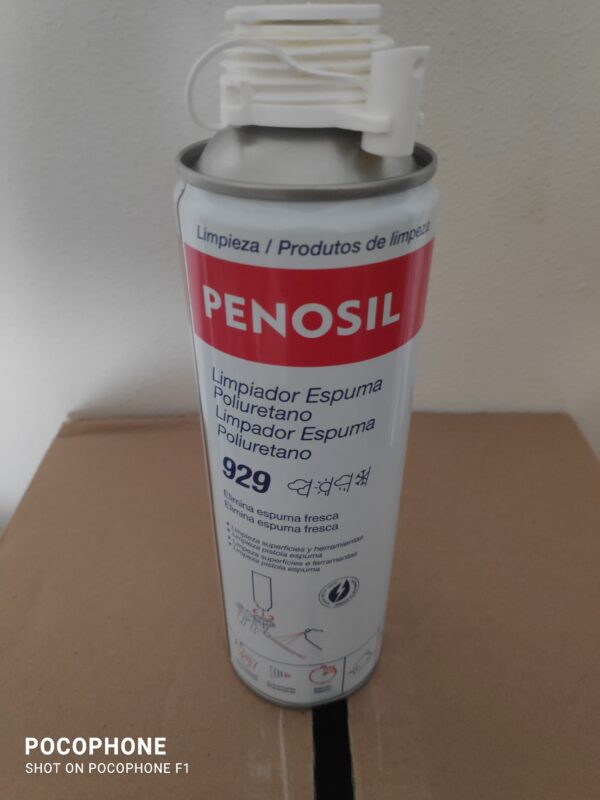 Limpieza / Produtos de limpeza
PENOSIL
Limpiador Espuma
Poliuretano
Limpador Espuma
Poliuretano
929
Elimina espuma fresca
Elimina espuma fresca
• Limpieza superficies y herramientas
• Limpieza pistola espuma
• Limpieza superficies e ferramentas
• Limpeza pistola espuma
POCOPHONE
SHOT ON POCOPHONE F1